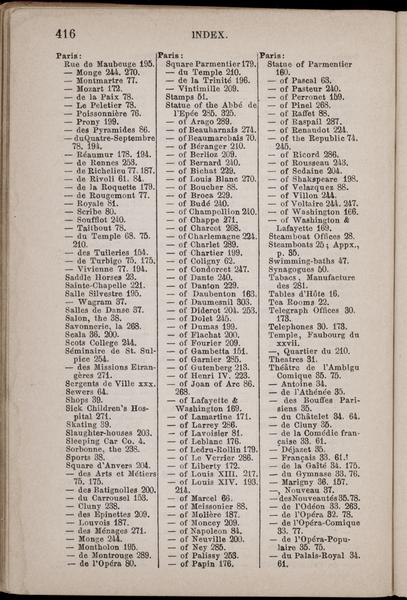 416
INDEX.
Paris:
Rue de Maubeuge 195.
— Monge 244. 270.
— Montmartre 77.
— Mozart 172.
— de la Paix 78.
— Le Peletier 78.
— Poissonnière 76.
— Prony 199.
— des Pyramides 86.
— du Quatre-Septembre
78. 194.
— Réaumur 178. 194.
— de Rennes 253.
— de Richelieu 77. 187.
— de Rivoli 61. 84.
— de la Roquette 179.
— de Rougemont 77.
— Royale 81.
— Scribe 80.
— Soufflot 240.
— Taitbout 78.
— du Temple 68. 75.
210.
— des Tuileries 154.
— de Turbigo 75. 175.
— Vivienne 77. 194.
Saddle Horses 23.
Sainte-Chapelle 221.
Salle Silvestre 195.
— Wagram 37.
Salles de Danse 37.
Salon, the 38.
Savonnerie, la 268.
Scala 36. 200.
Scots College 244.
Séminaire de St. Sul-
pice 254.
— des Missions Etran-
gères 271.
Sergents de Ville xxx.
Sewers 64.
Shops 39.
Sick Children's Hos-
pital 271.
Skating 39.
Slaughter-houses 203.
Sleeping Car Co. 4.
Sorbonne, the 238.
Sports 38.
Square d'Anvers 204.
— des Arts et Métiers
75. 175.
— des Batignolles 200.
— du Carrousel 153.
— Cluny 238.
— des Epinettes 209.
— Louvois 187.
— des Ménages 271.
— Monge 244.
— Montholon 195.
— de Montrouge 289.
— de l'Opéra 80.
Paris:
Square Parmentier 179.
— du Temple 210.
— de la Trinité 196.
— Vintimille 209.
Stamps 51.
Statue of the Abbé de
l'Epée 285. 325.
— of Arago 289.
— of Beauharnais 274.
— of Beaumarchais 70.
— of Béranger 210.
— of Berlioz 209.
— of Bernard 240.
— of Bichat 229.
— of Louis Blanc 270.
— of Boucher 88.
— of Broca 229.
— of Budé 240.
— of Champollion 240.
— of Chappe 271.
— of Charcot 268.
— of Charlemagne 224.
— of Charlet 289.
— of Chartier 199.
— of Coligny 62.
— of Condorcet 247.
— of Dante 240.
— of Danton 229.
— of Daubenton 163.
— of Daumesnil 303.
— of Diderot 204. 253.
— of Dolet 245.
— of Dumas 199.
— of Flachat 200.
— of Fourier 209.
— of Gambetta 151.
— of Garnier 285.
— of Gutenberg 213.
— of Henri IV. 223.
— of Joan of Arc 86.
268.
— of Lafayette &
Washington 169.
— of Lamartine 171.
— of Larrey 286.
— of Lavoisier 81.
— of Leblanc 176.
— of Ledru-Rollin 179.
— of Le Verrier 286.
— of Liberty 172.
— of Louis XIII. 217.
— of Louis XIV. 193.
214.
— of Marcel 66.
— of Meissonier 88.
— of Molière 187.
— of Moncey 209.
— of Napoleon 84.
— of Neuville 200.
— of Ney 285.
— of Palissy 253.
— of Papin 176.
Paris:
Statue of Parmentier
160.
— of Pascal 63.
— of Pasteur 240.
— of Perronet 159.
— of Pinel 268.
— of Raffet 88.
— of Raspail 287.
— of Renaudot 224.
— of the Republic 74.
245.
— of Ricord 286.
— of Rousseau 243.
— of Sedaine 204.
— of Shakspeare 198.
— of Velazquez 88.
— of Villon 244.
— of Voltaire 244. 247.
— of Washington 166.
— of Washington &
Lafayette 169.
Steamboat Offices 28.
Steamboats 25; Appx.,
p. 35.
Swimming-baths 47.
Synagogues 50.
Tabacs, Manufacture
des 281.
Tables d'Hôte 16.
Tea Rooms 22.
Telegraph Offices 30.
173.
Telephones 30. 173.
Temple, Faubourg du
xxvii.
—, Quartier du 210.
Theatres 31.
Théâtre de l'Ambigu
Comique 35. 75.
— Antoine 34.
— de l'Athénée 35.
— des Bouffes Pari-
siens 35.
— du Châtelet 34. 64.
— de Cluny 35.
— de la Comédie fran-
çaise 33. 61.
— Déjazet 35.
— Français 33. 61.
— de la Gaîté 34. 175.
— du Gymnase 33. 76.
— Marigny 36. 157.
—, Nouveau 37.
— des Nouveautés 35. 78.
— de l'Odéon 33. 263.
— de l'Opéra 32. 78.
— de l'Opéra-Comique
33. 77.
— de l'Opéra-Popu-
laire 35. 75.
— du Palais-Royal 34.
61.